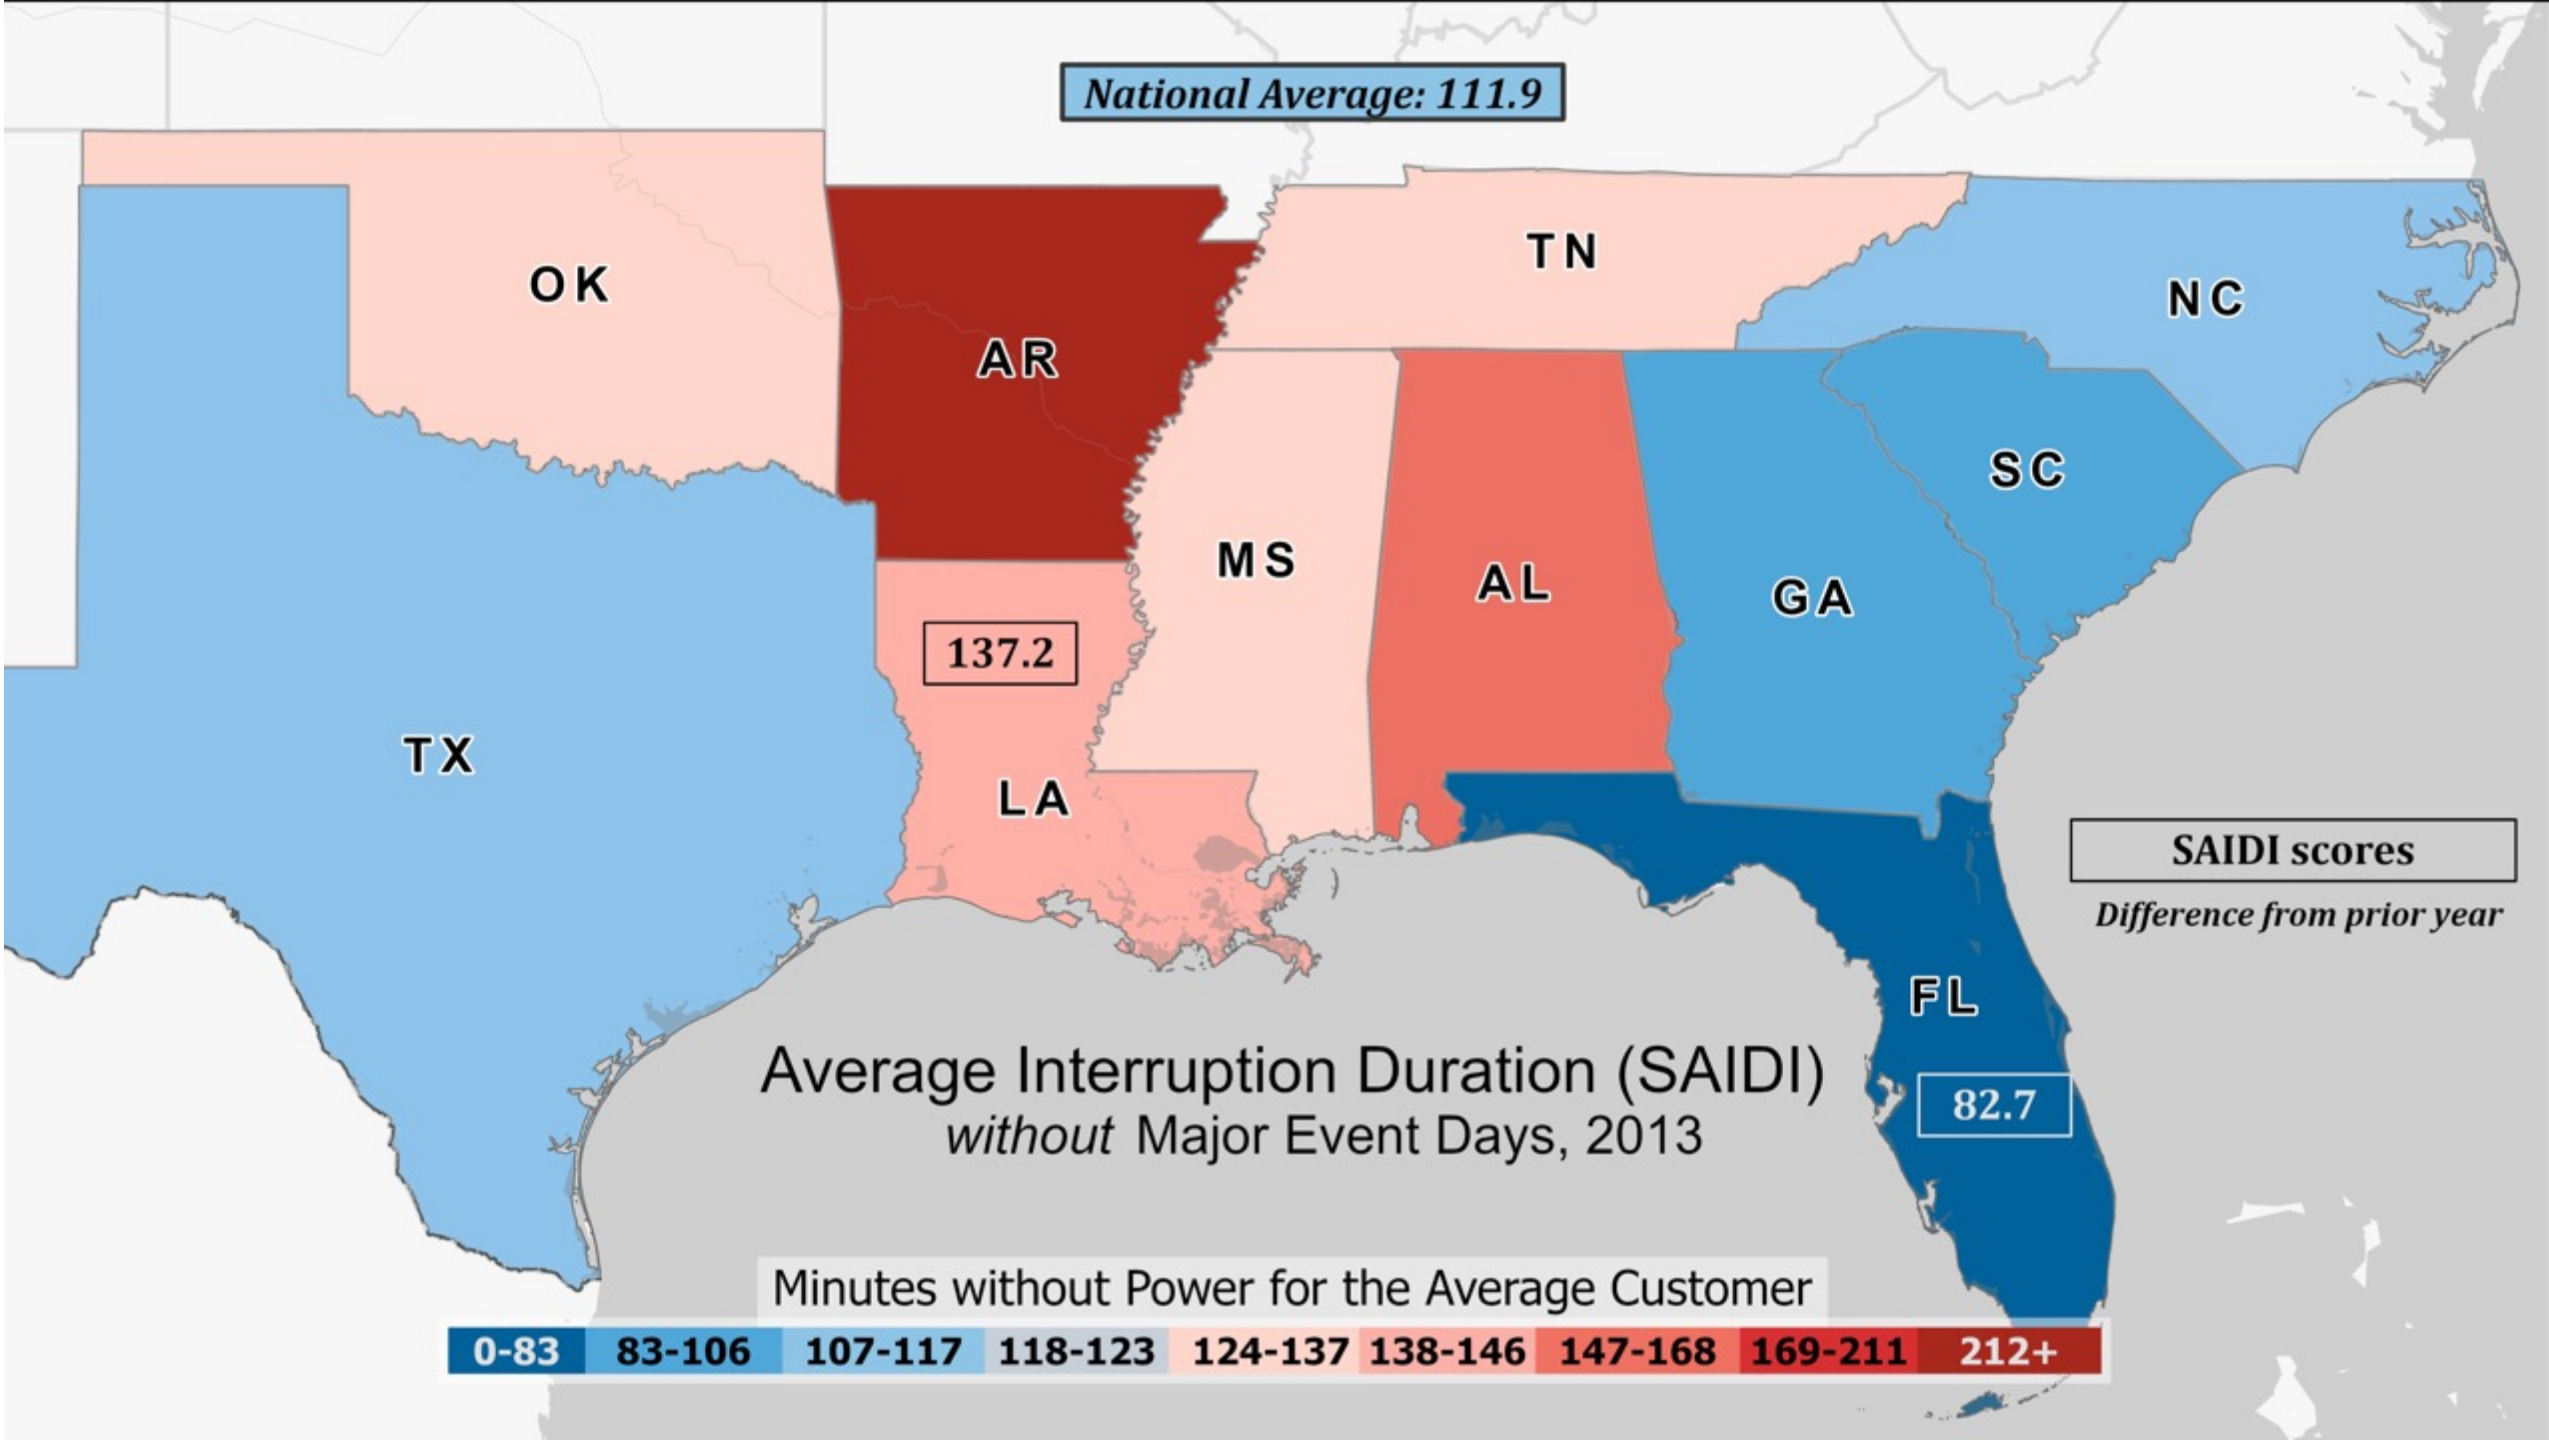 National Average: 111.9
OK
AR
TN
NC
SC
MS
AL
GA
137.2
TX
LA
SAIDI scores
Difference from prior year
FL
82.7
Average Interruption Duration (SAIDI)
without Major Event Days, 2013
Minutes without Power for the Average Customer
0-83 83-106 107-117 118-123 124-137 138-146 147-168 169-211 212+